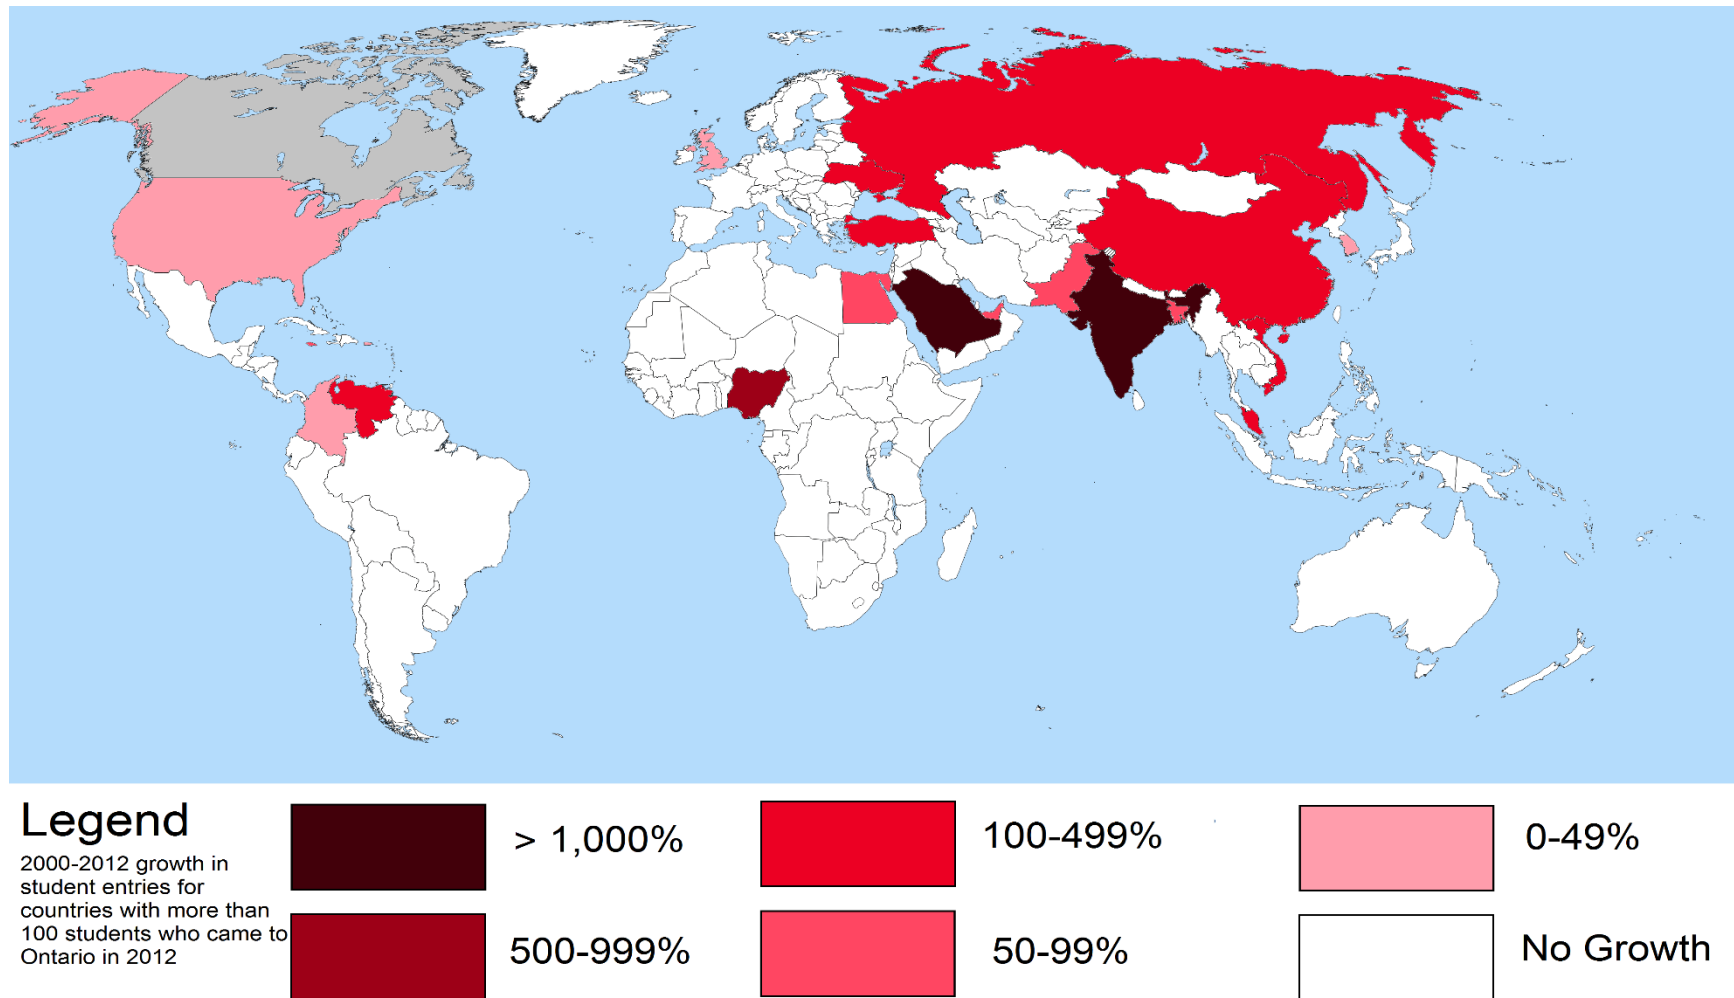 Legend
2000-2012 growth in
student entries for
countries with more than
100 students who came to
Ontario in 2012
> 1,000%
500-999%
100-499%
50-99%
0-49%
No Growth